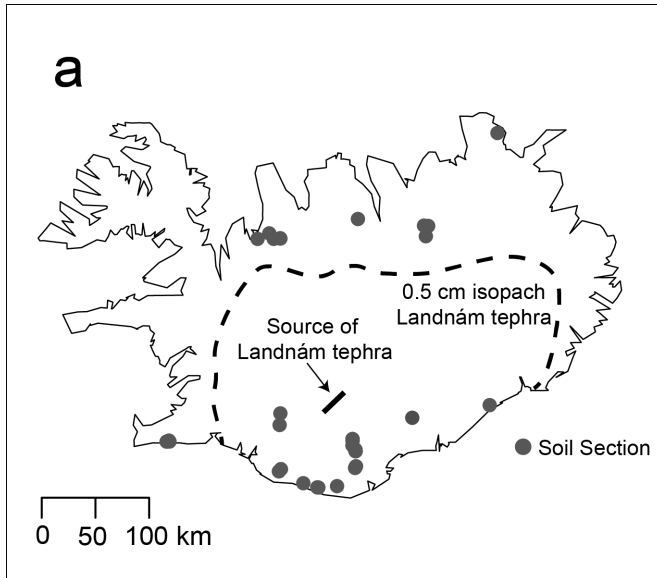 a
0.5 cm isopach
Landnám tephra
Source of
Landnám tephra
Soil Section
0 50 100 km